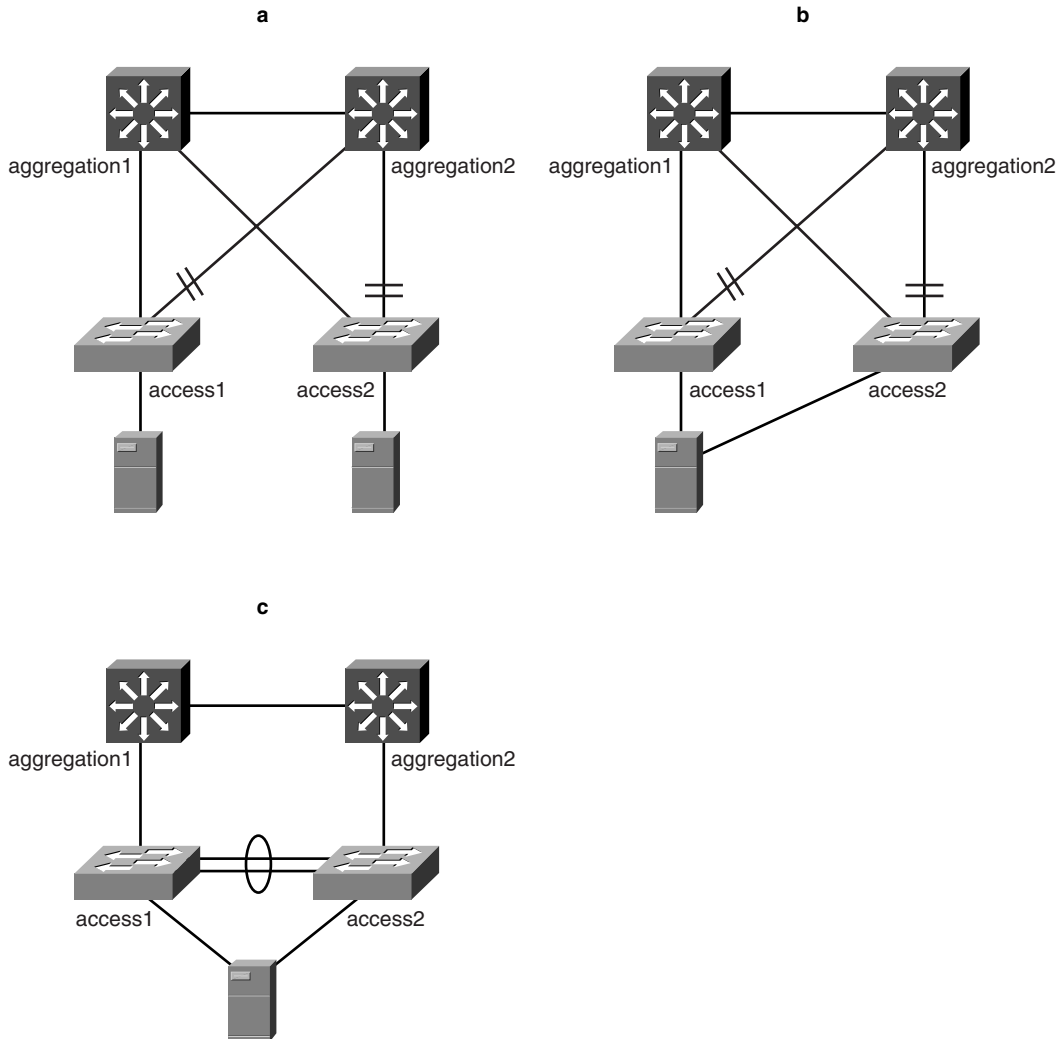 a
b
aggregation1
aggregation2
aggregation1
aggregation2
access1
access2
access1
access2
c
aggregation1
aggregation2
access1
access2